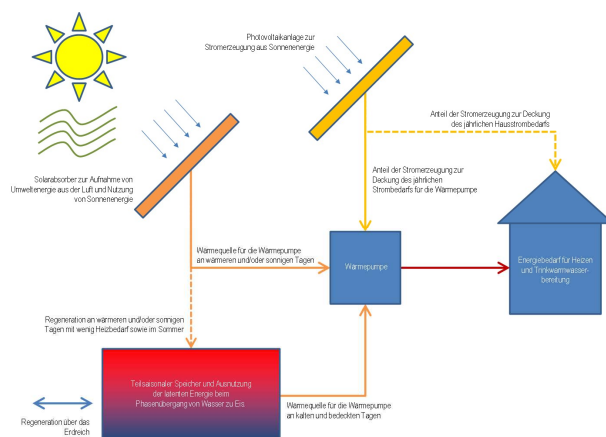 Photovoltaikanlage zur
Stromerzeugung aus Sonnenenergie
Anteil der Stromerzeugung zur Deckung
des jährlichen Hausstrombedarfs
Solarabsorber zur Aufnahme von
Umweltenergie aus der Luft und Nutzung
von Sonnenenergie
Anteil der Stromerzeugung zur
Deckung des jährlichen
Strombedarfs für die Wärmepumpe
Wärmequelle für die Wärmepumpe
an wärmeren und/oder sonnigen Tagen
Wärmepumpe
Energiebedarf für Heizen
und Trinkwarmwasser-
bereitung
Regeneration an wärmeren und/oder sonnigen
Tagen mit wenig Heizbedarf sowie im Sommer
Teilsaisonaler Speicher und Ausnutzung
der latenten Energie beim
Phasenübergang von Wasser zu Eis
Wärmequelle für die Wärmepumpe
an kalten und bedeckten Tagen
Regeneration über das
Erdreich